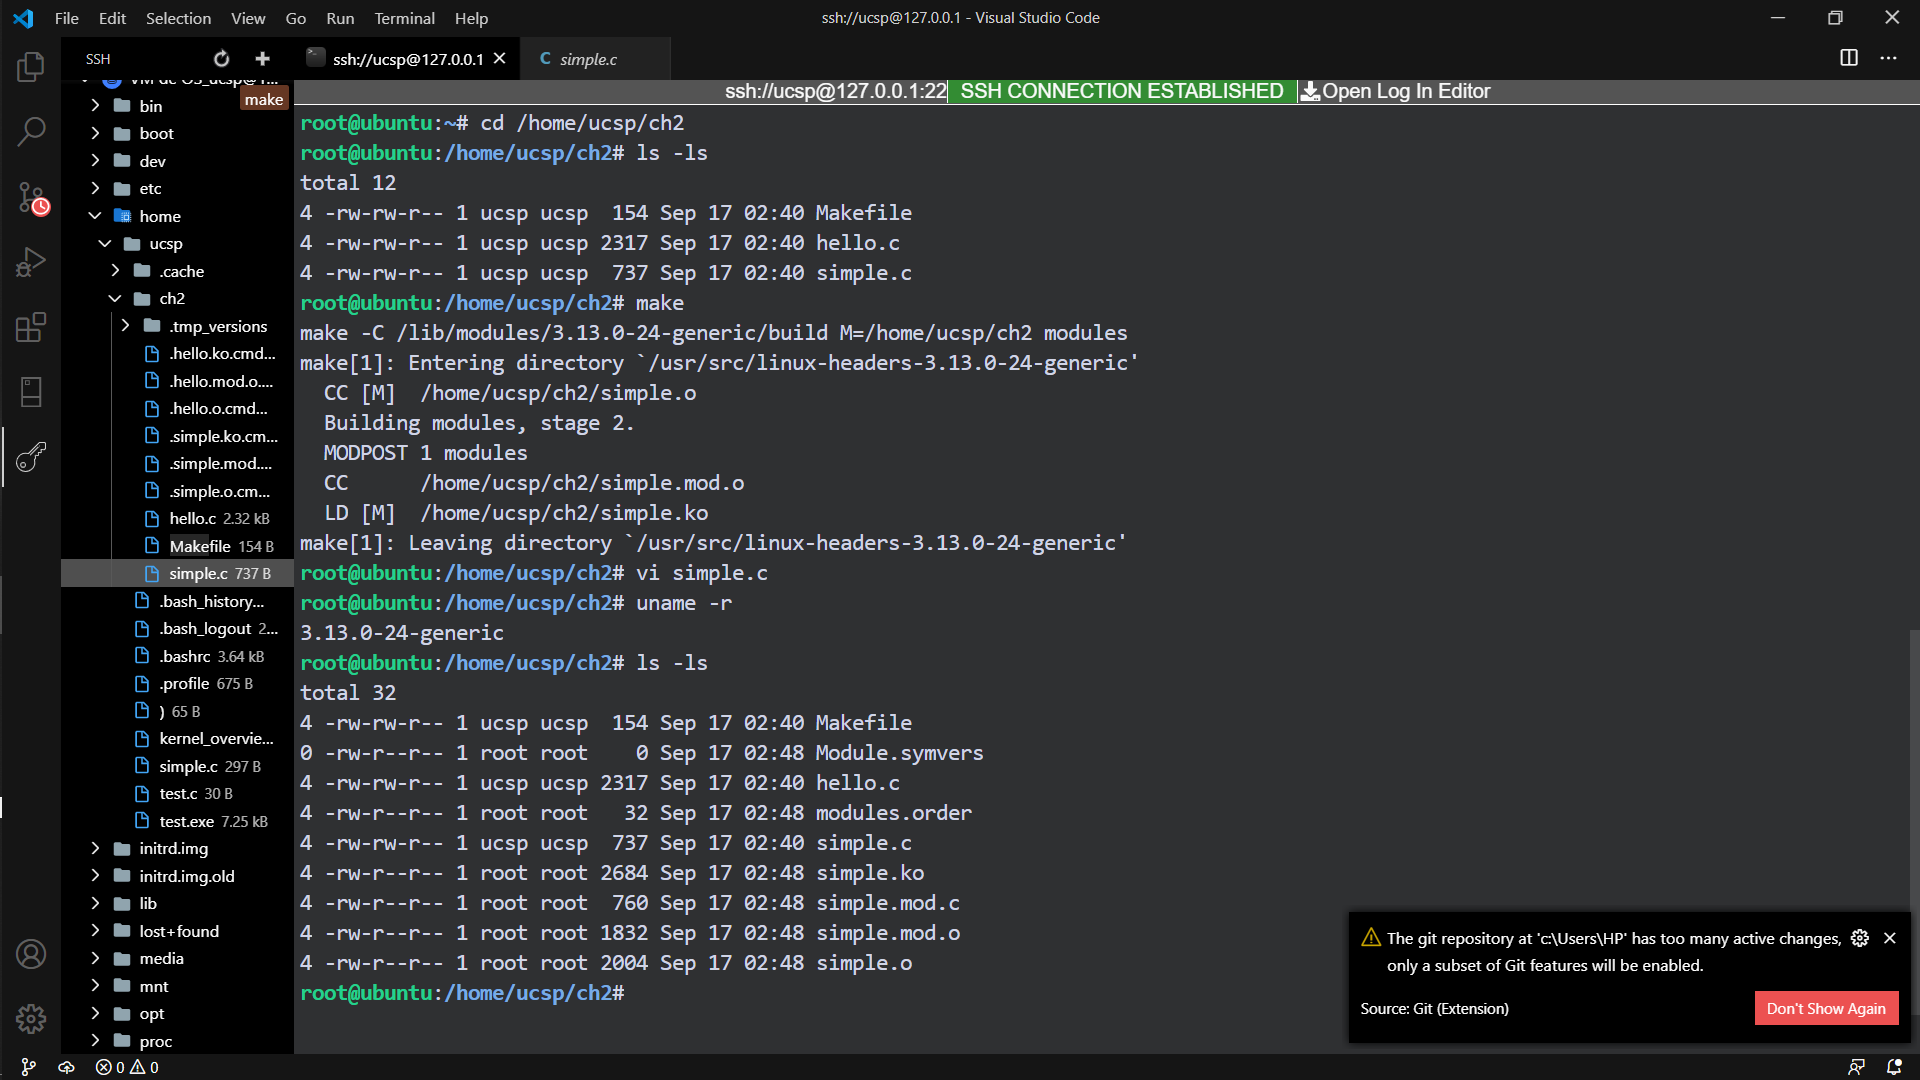 File Edit Selection View Go Run Terminal Help
ssh://ucsp@127.0.0.1 - Visual Studio Code
SSH
ssh://ucsp@127.0.0.1
C simple.c
make
bin
boot
dev
etc
home
ucsp
.cache
ch2
.tmp_versions
.hello.ko.cmd...
.hello.mod.o....
.hello.o.cmd...
.simple.ko.cm...
.simple.mod....
.simple.o.cm...
hello.c 2.32 kB
Makefile 154 B
simple.c 737 B
.bash_history...
.bash_logout 2...
.bashrc 3.64 kB
.profile 675 B
) 65 B
kernel_overvie...
simple.c 297 B
test.c 30 B
test.exe 7.25 kB
initrd.img
initrd.img.old
lib
lost+found
media
mnt
opt
proc
ssh://ucsp@127.0.0.1:22 SSH CONNECTION ESTABLISHED Open Log In Editor
root@ubuntu:~# cd /home/ucsp/ch2
root@ubuntu:/home/ucsp/ch2# ls -ls
total 12
4 -rw-rw-r-- 1 ucsp ucsp  154 Sep 17 02:40 Makefile
4 -rw-rw-r-- 1 ucsp ucsp 2317 Sep 17 02:40 hello.c
4 -rw-rw-r-- 1 ucsp ucsp  737 Sep 17 02:40 simple.c
root@ubuntu:/home/ucsp/ch2# make
make -C /lib/modules/3.13.0-24-generic/build M=/home/ucsp/ch2 modules
make[1]: Entering directory `/usr/src/linux-headers-3.13.0-24-generic'
CC [M]  /home/ucsp/ch2/simple.o
Building modules, stage 2.
MODPOST 1 modules
CC      /home/ucsp/ch2/simple.mod.o
LD [M]  /home/ucsp/ch2/simple.ko
make[1]: Leaving directory `/usr/src/linux-headers-3.13.0-24-generic'
root@ubuntu:/home/ucsp/ch2# vi simple.c
root@ubuntu:/home/ucsp/ch2# uname -r
3.13.0-24-generic
root@ubuntu:/home/ucsp/ch2# ls -ls
total 32
4 -rw-rw-r-- 1 ucsp ucsp  154 Sep 17 02:40 Makefile
0 -rw-r--r-- 1 root root    0 Sep 17 02:48 Module.symvers
4 -rw-rw-r-- 1 ucsp ucsp 2317 Sep 17 02:40 hello.c
4 -rw-r--r-- 1 root root   32 Sep 17 02:48 modules.order
4 -rw-rw-r-- 1 ucsp ucsp  737 Sep 17 02:40 simple.c
4 -rw-r--r-- 1 root root 2684 Sep 17 02:48 simple.ko
4 -rw-r--r-- 1 root root  760 Sep 17 02:48 simple.mod.c
4 -rw-r--r-- 1 root root 1832 Sep 17 02:48 simple.mod.o
4 -rw-r--r-- 1 root root 2004 Sep 17 02:48 simple.o
root@ubuntu:/home/ucsp/ch2#
The git repository at 'c:\Users\HP' has too many active changes,
only a subset of Git features will be enabled.
Source: Git (Extension)
Don't Show Again
0 0